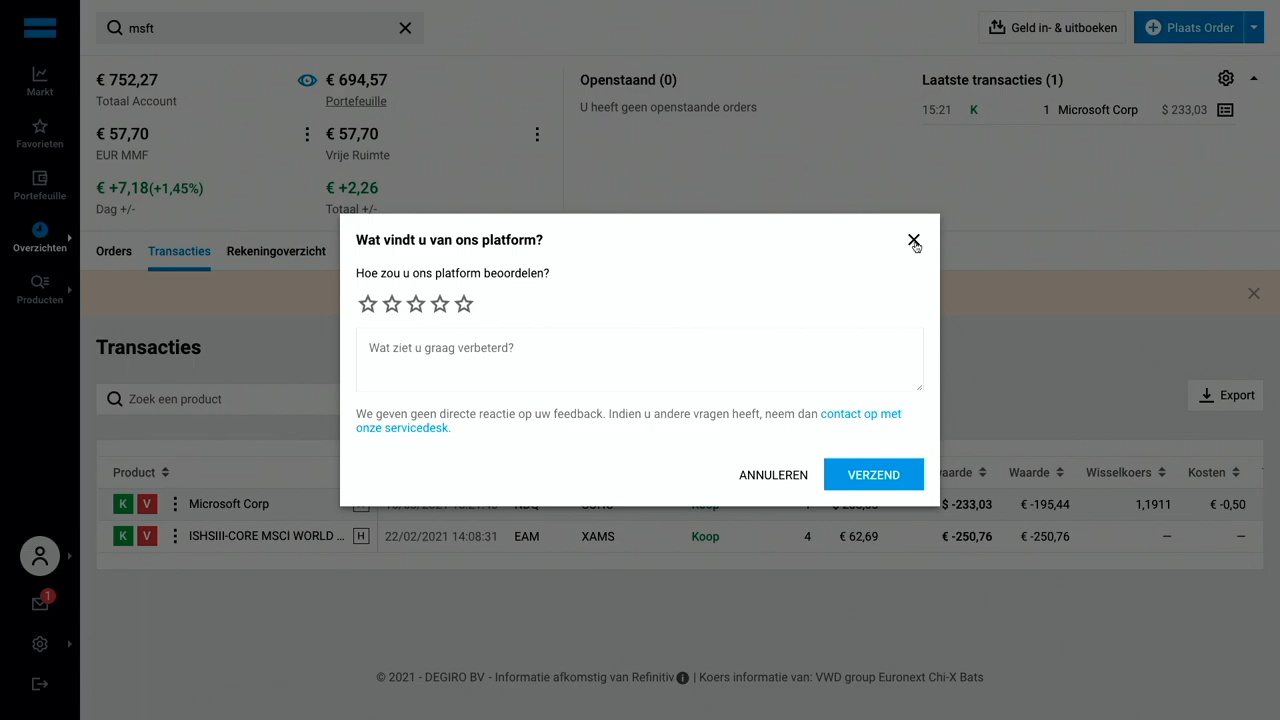 msft
Geld in- & uitboeken
Plaats Order
Markt
Favorieten
Portefeuille
Overzichten
Producten
1
€ 752,27
Totaal Account
€ 694,57
Portefeuille
€ 57,70
EUR MMF
€ 57,70
Vrije Ruimte
€ +7,18(+1,45%)
Dag +/-
€ +2,26
Totaal +/-
Openstaand (0)
U heeft geen openstaande orders
Laatste transacties (1)
15:21 K 1 Microsoft Corp $ 233,03
Orders Transacties Rekeningoverzicht
Wat vindt u van ons platform?
Hoe zou u ons platform beoordelen?
Wat ziet u graag verbeterd?
We geven geen directe reactie op uw feedback. Indien u andere vragen heeft, neem dan contact op met
onze servicedesk.
ANNULEREN VERZEND
Transacties
Zoek een product
Export
Product Waarde Wisselkoers Kosten
K V Microsoft Corp $ -233,03 € -195,44 1,1911 € -0,50
K V ISHSIII-CORE MSCI WORLD ... H 22/02/2021 14:08:31 EAM XAMS Koop 4 € 62,69 € -250,76 € -250,76 — —
© 2021 - DEGIRO BV - Informatie afkomstig van Refinitiv | Koers informatie van: VWD group Euronext Chi-X Bats